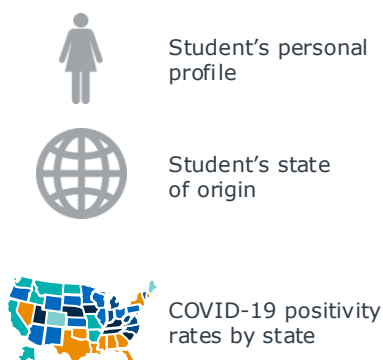 Student’s personal
profile
Student’s state
of origin
COVID-19 positivity
rates by state